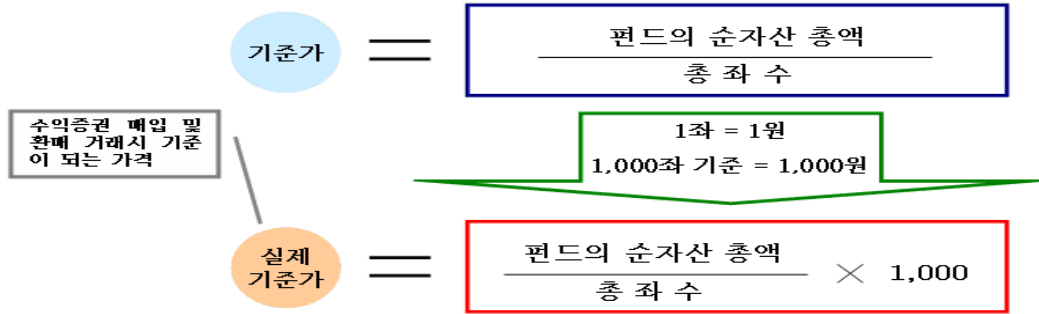 기준가
펀드의 순자산 총액
총 좌 수
수익증권 매입 및
환매 거래시 기준
이 되는 가격
1좌 = 1원
1,000좌 기준 = 1,000원
실제
기준가
펀드의 순자산 총액
총 좌 수
× 1,000